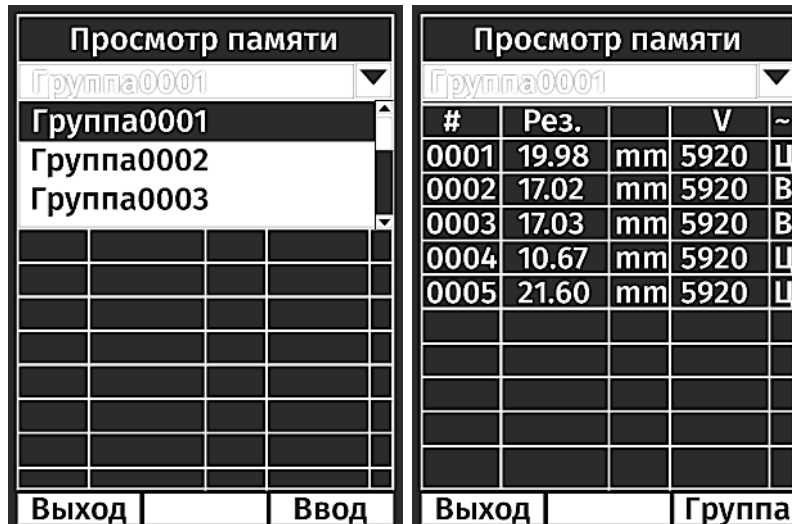 Просмотр памяти
Группа0001
Группа0001
Группа0002
Группа0003
Выход Ввод
Просмотр памяти
Группа0001
# Рез. V ~
0001 19.98 mm 5920 Ц
0002 17.02 mm 5920 В
0003 17.03 mm 5920 В
0004 10.67 mm 5920 Ц
0005 21.60 mm 5920 Ц
Выход Группа